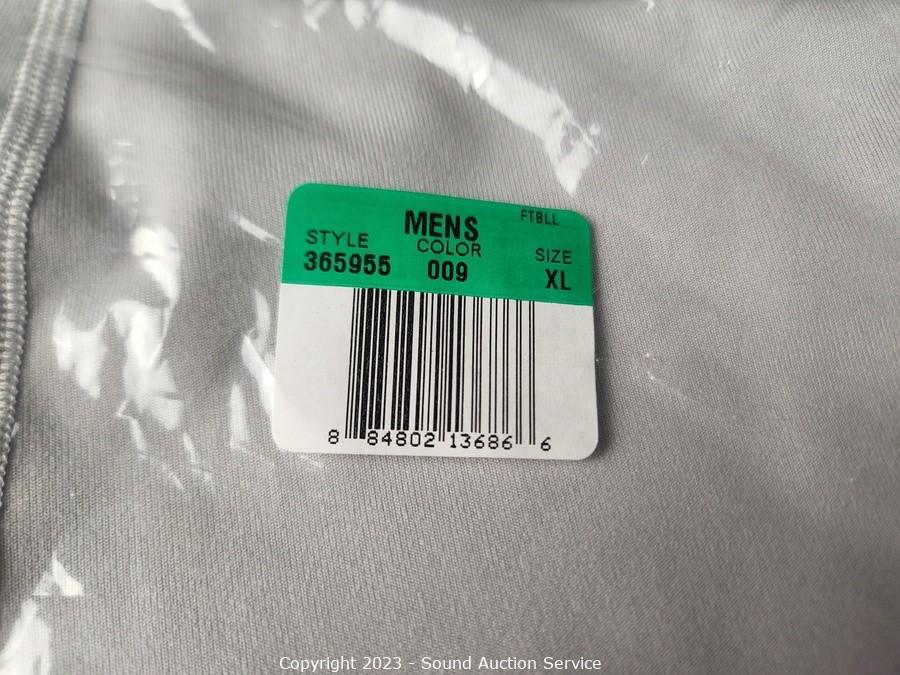 MENS FTBLL
STYLE COLOR SIZE
365955 009 XL
8 84802 13686 6
Copyright 2023 - Sound Auction Service